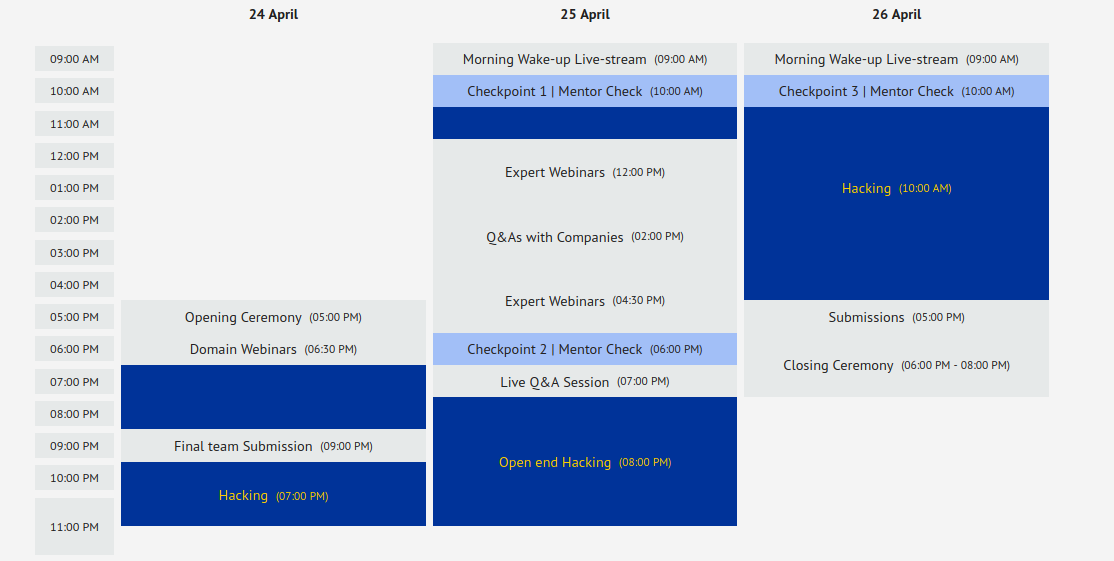 24 April 25 April 26 April
09:00 AM Morning Wake-up Live-stream (09:00 AM) Morning Wake-up Live-stream (09:00 AM)
10:00 AM Checkpoint 1 | Mentor Check (10:00 AM) Checkpoint 3 | Mentor Check (10:00 AM)
11:00 AM
12:00 PM
Expert Webinars (12:00 PM)
01:00 PM Hacking (10:00 AM)
02:00 PM
Q&As with Companies (02:00 PM)
03:00 PM
04:00 PM
Expert Webinars (04:30 PM)
05:00 PM Opening Ceremony (05:00 PM) Submissions (05:00 PM)
06:00 PM Domain Webinars (06:30 PM) Checkpoint 2 | Mentor Check (06:00 PM)
Closing Ceremony (06:00 PM - 08:00 PM)
07:00 PM Live Q&A Session (07:00 PM)
08:00 PM
09:00 PM Final team Submission (09:00 PM)
Open end Hacking (08:00 PM)
10:00 PM
Hacking (07:00 PM)
11:00 PM